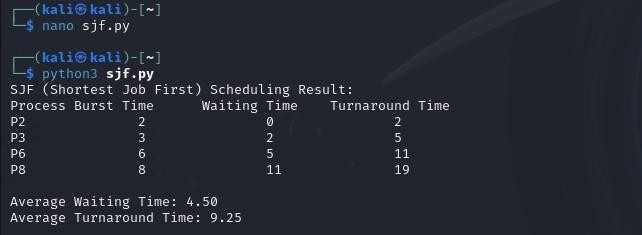 ┌──(kali㉿kali)-[~]
└─$ nano sjf.py
┌──(kali㉿kali)-[~]
└─$ python3 sjf.py
SJF (Shortest Job First) Scheduling Result:
Process Burst Time      Waiting Time    Turnaround Time
P2              2               0               2
P3              3               2               5
P6              6               5               11
P8              8               11              19
Average Waiting Time: 4.50
Average Turnaround Time: 9.25